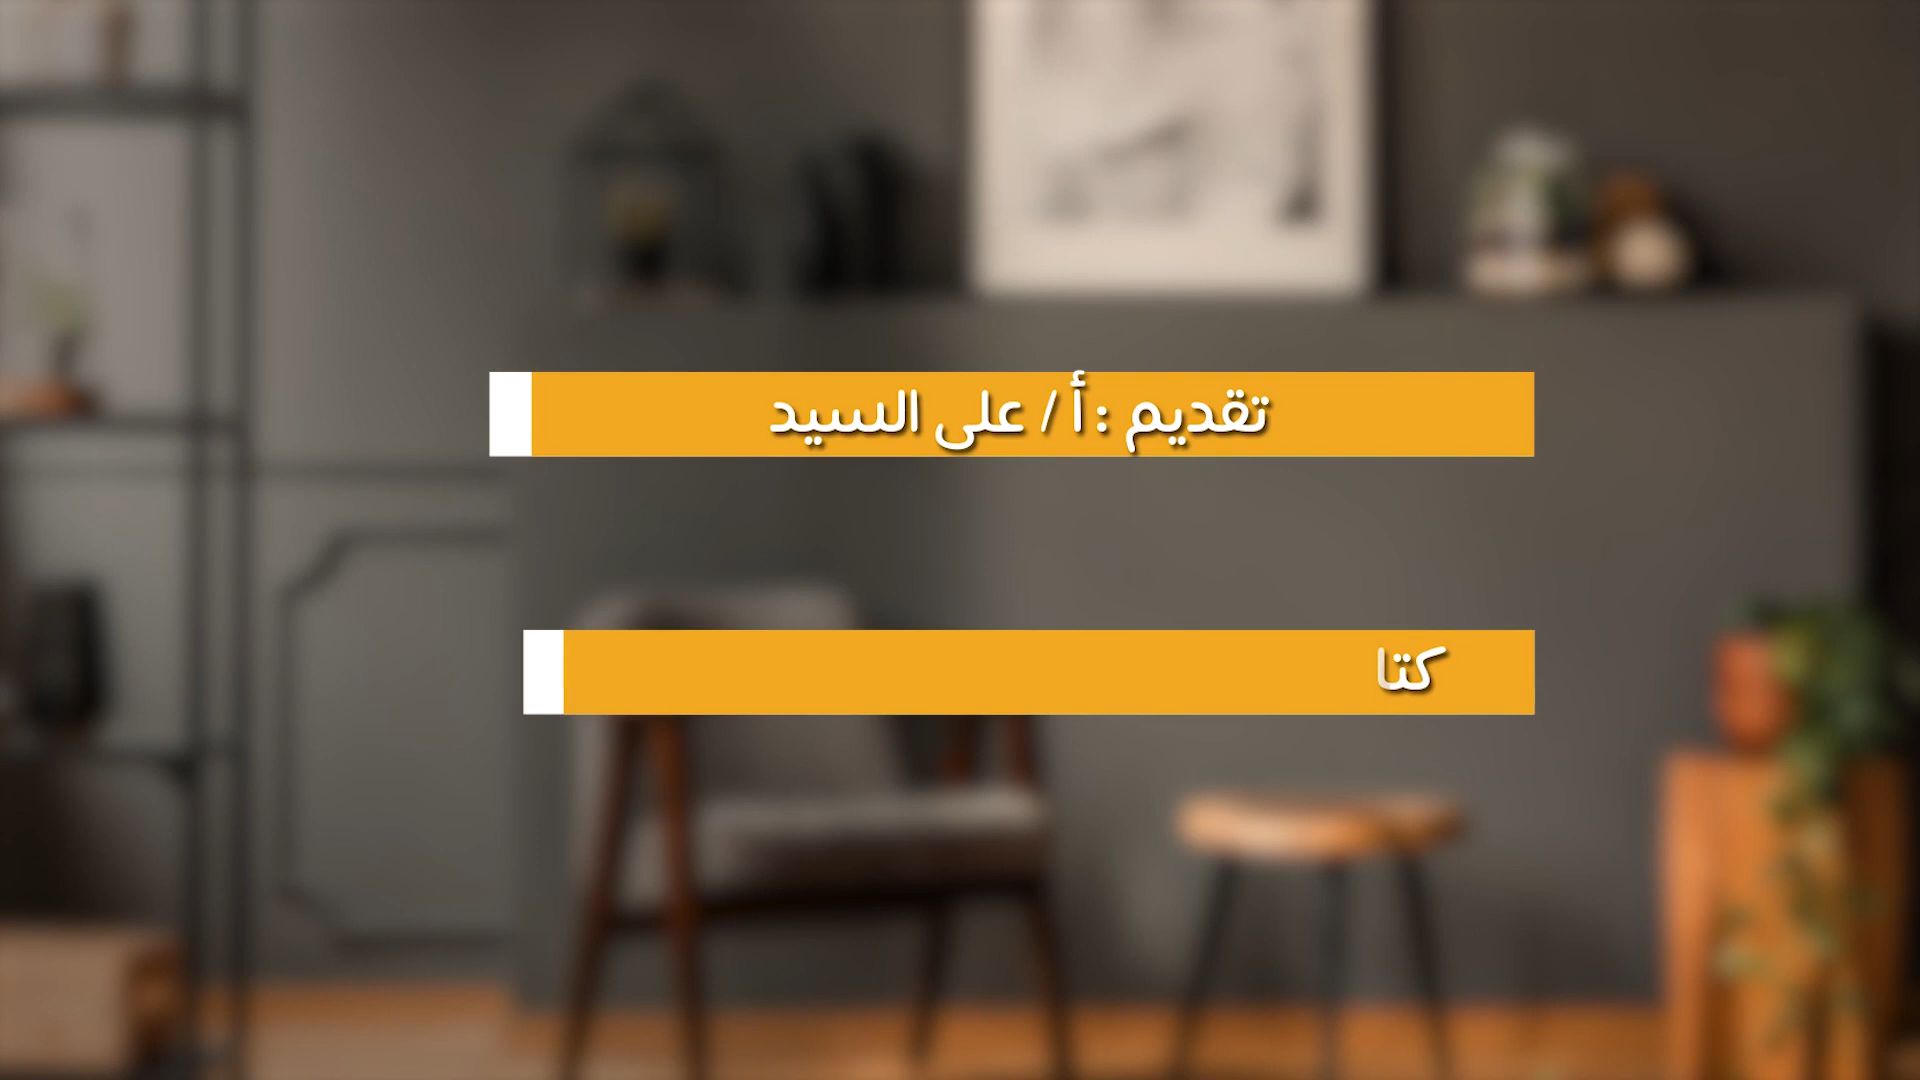 تقديم : أ / على السيد
كتا